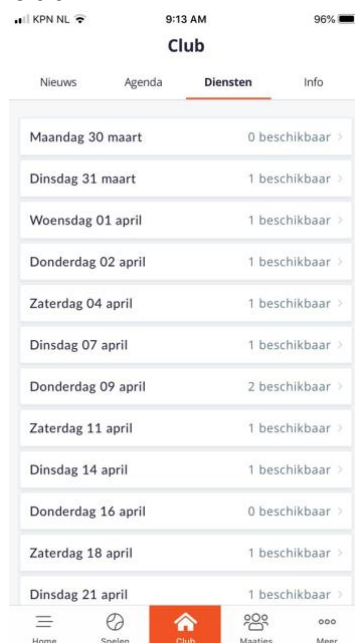 KPN NL 9:13 AM 96%
Club
Nieuws Agenda Diensten Info
Maandag 30 maart 0 beschikbaar
Dinsdag 31 maart 1 beschikbaar
Woensdag 01 april 1 beschikbaar
Donderdag 02 april 1 beschikbaar
Zaterdag 04 april 1 beschikbaar
Dinsdag 07 april 1 beschikbaar
Donderdag 09 april 2 beschikbaar
Zaterdag 11 april 1 beschikbaar
Dinsdag 14 april 1 beschikbaar
Donderdag 16 april 0 beschikbaar
Zaterdag 18 april 1 beschikbaar
Dinsdag 21 april 1 beschikbaar
Home Spelen Club Maatjes Meer